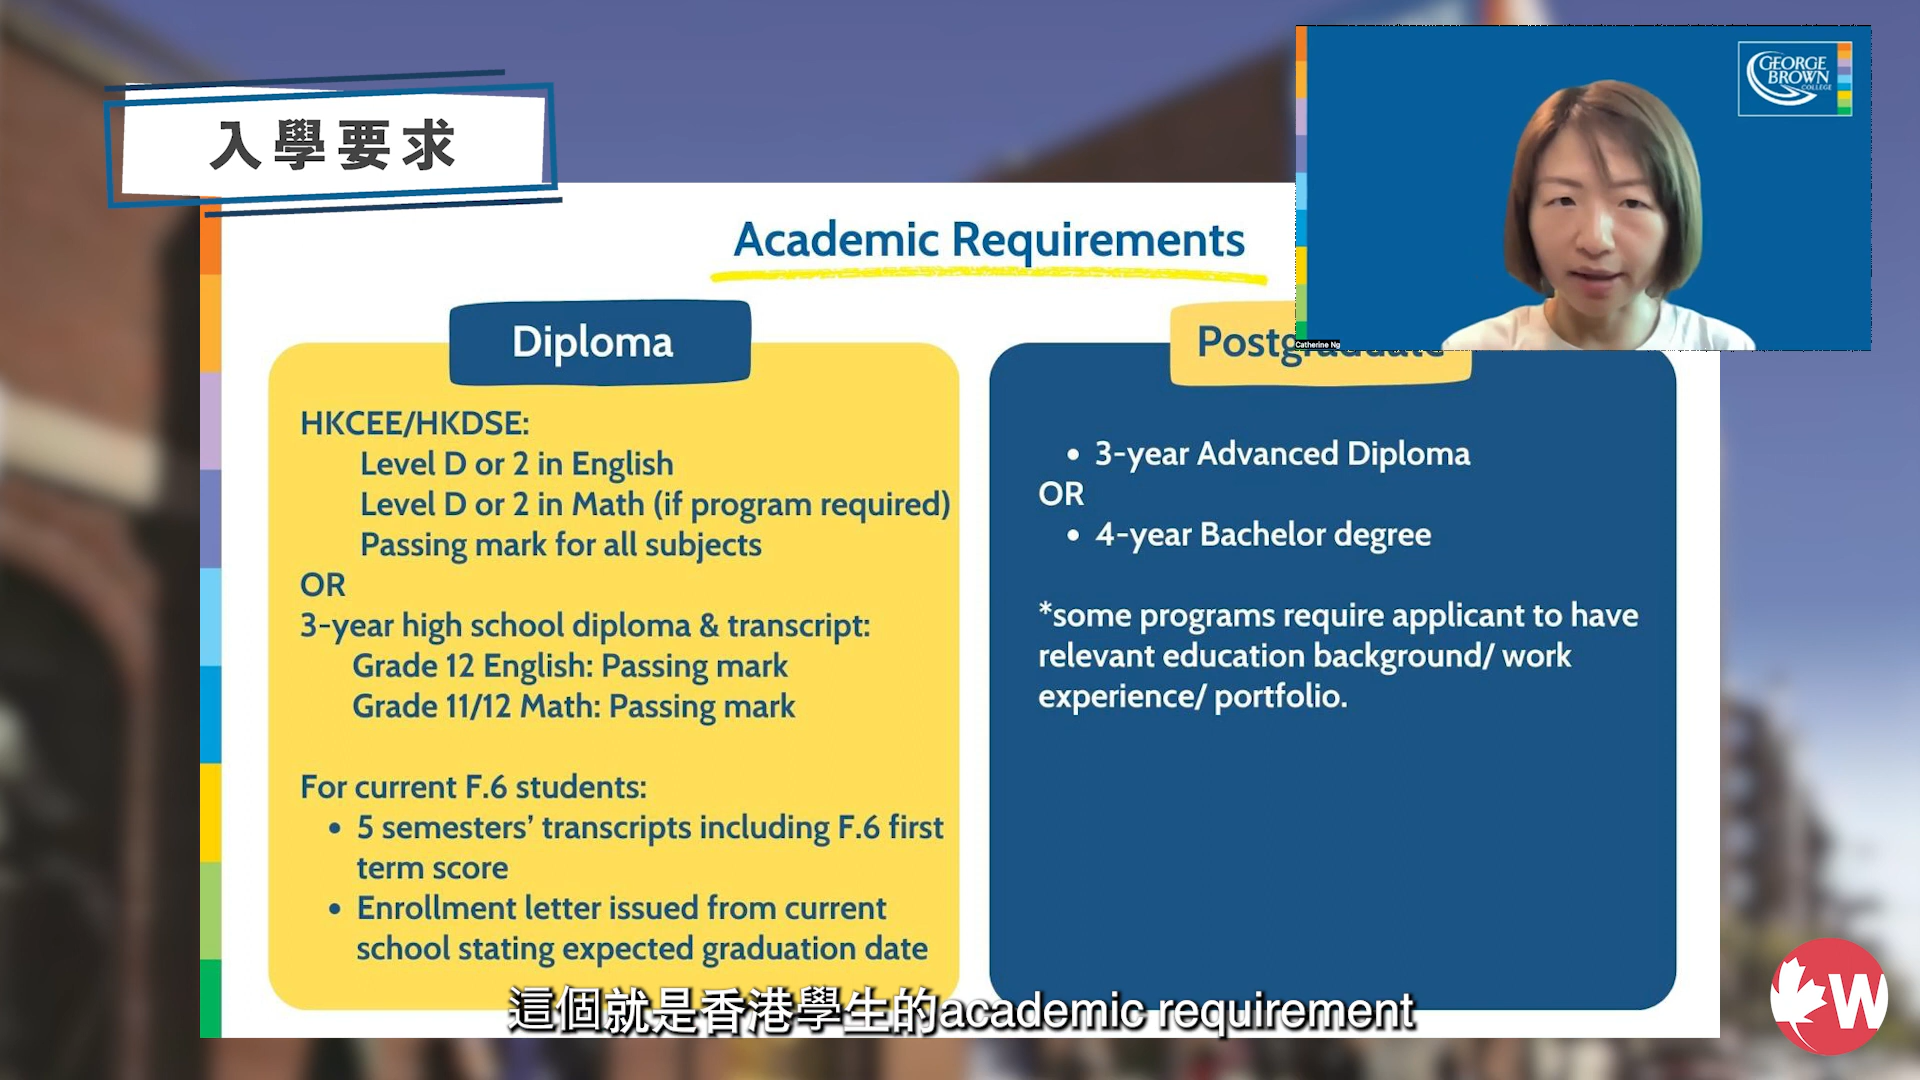 入學要求
GEORGE
BROWN
COLLEGE
Academic Requirements
Catherine Ng
Diploma
Postgraduate
HKCEE/HKDSE:
Level D or 2 in English
Level D or 2 in Math (if program required)
Passing mark for all subjects
OR
3-year high school diploma & transcript:
Grade 12 English: Passing mark
Grade 11/12 Math: Passing mark
For current F.6 students:
• 5 semesters’ transcripts including F.6 first
term score
• Enrollment letter issued from current
school stating expected graduation date
• 3-year Advanced Diploma
OR
• 4-year Bachelor degree
*some programs require applicant to have
relevant education background/ work
experience/ portfolio.
這個就是香港學生的academic requirement
W